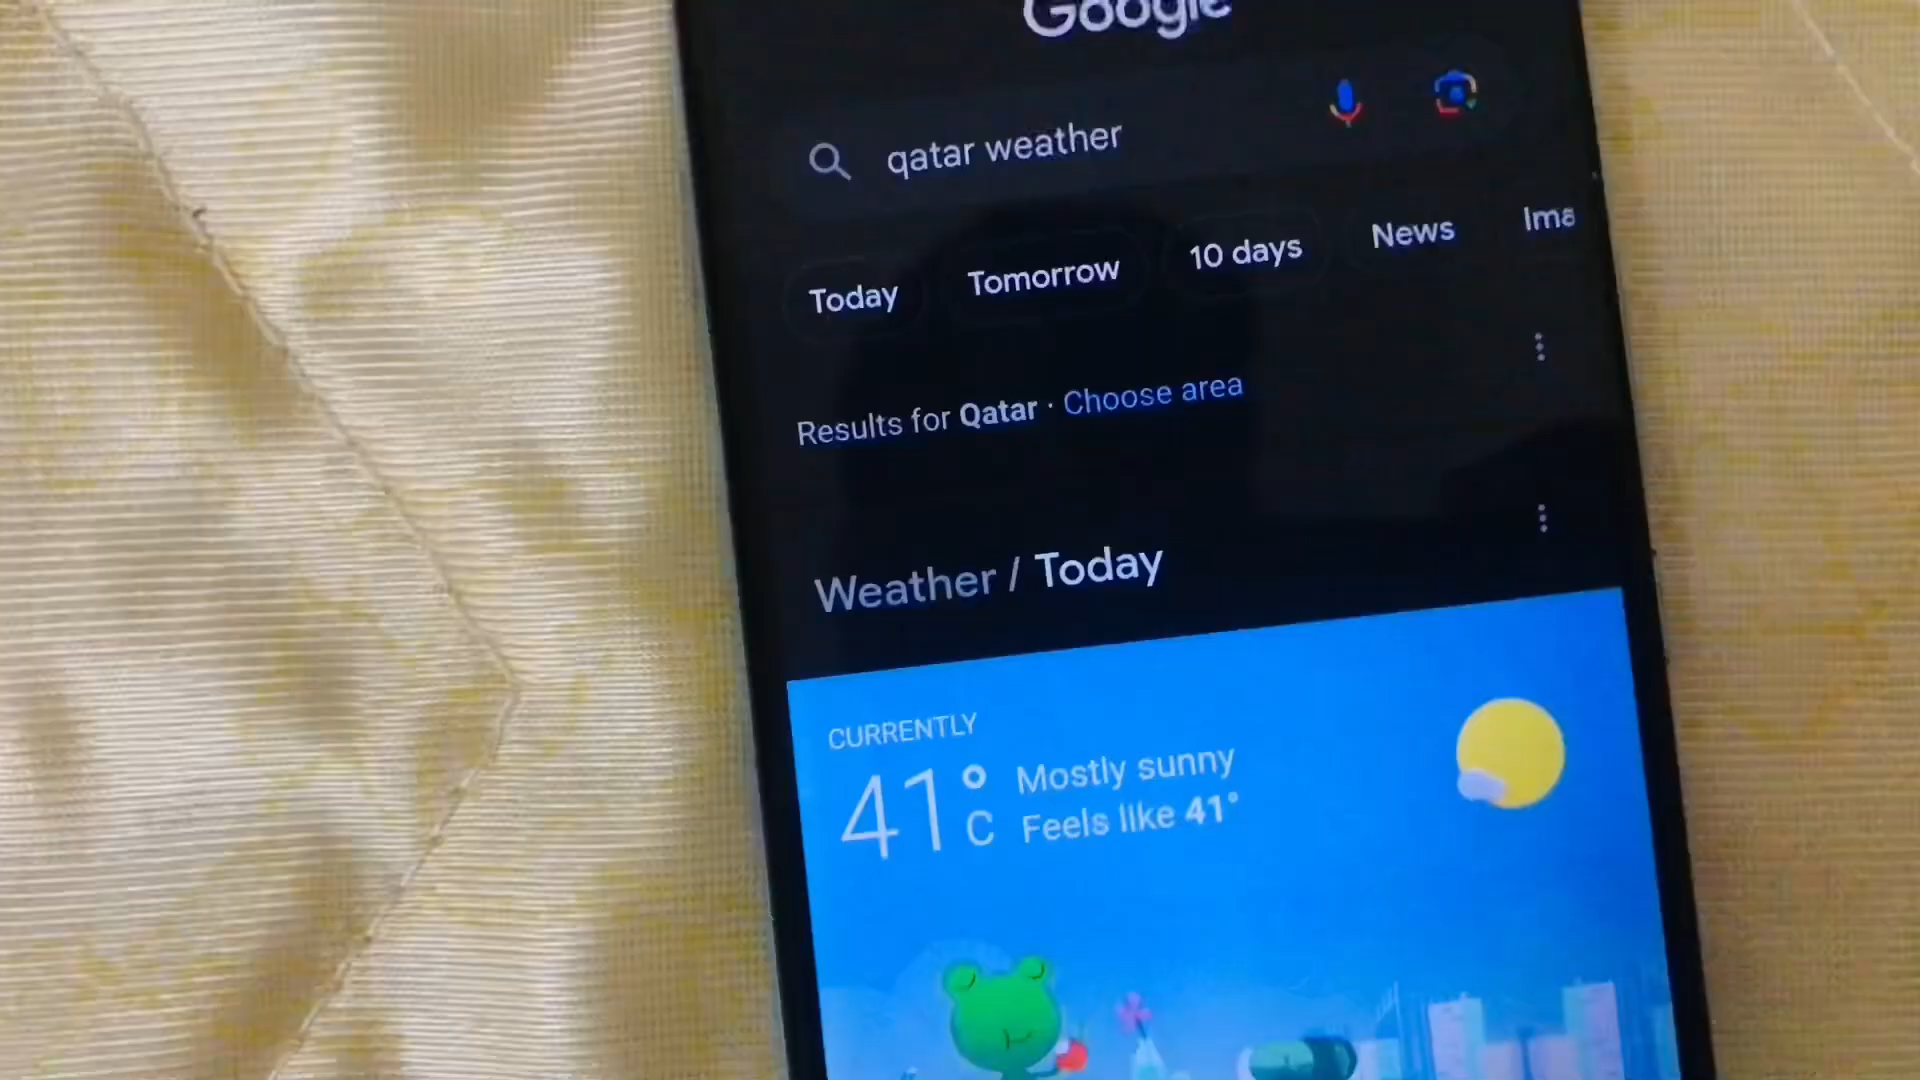 Google
qatar weather
Today Tomorrow 10 days News Ima
Results for Qatar · Choose area
Weather / Today
CURRENTLY
41°C Mostly sunny
Feels like 41°